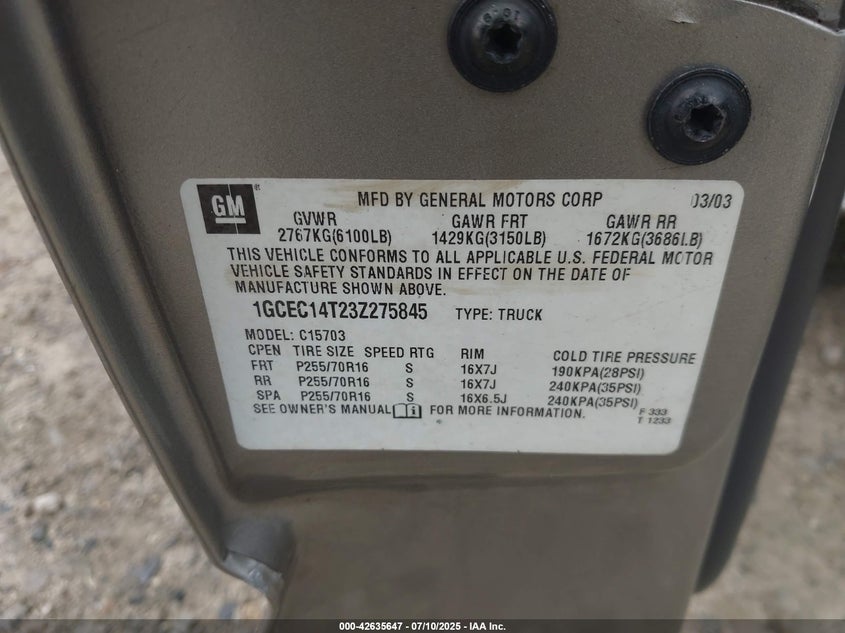 GM ®
MFD BY GENERAL MOTORS CORP 03/03
GVWR GAWR FRT GAWR RR
2767KG(6100LB) 1429KG(3150LB) 1672KG(3686LB)
THIS VEHICLE CONFORMS TO ALL APPLICABLE U.S. FEDERAL MOTOR
VEHICLE SAFETY STANDARDS IN EFFECT ON THE DATE OF
MANUFACTURE SHOWN ABOVE.
1GCEC14T23Z275845 TYPE: TRUCK
MODEL: C15703
CPEN TIRE SIZE SPEED RTG RIM COLD TIRE PRESSURE
FRT P255/70R16 S 16X7J 190KPA(28PSI)
RR P255/70R16 S 16X7J 240KPA(35PSI)
SPA P255/70R16 S 16X6.5J 240KPA(35PSI)
SEE OWNER'S MANUAL i FOR MORE INFORMATION.
F 333
T 1233
000-42635647 / 07/10/2025 - IAA Inc.